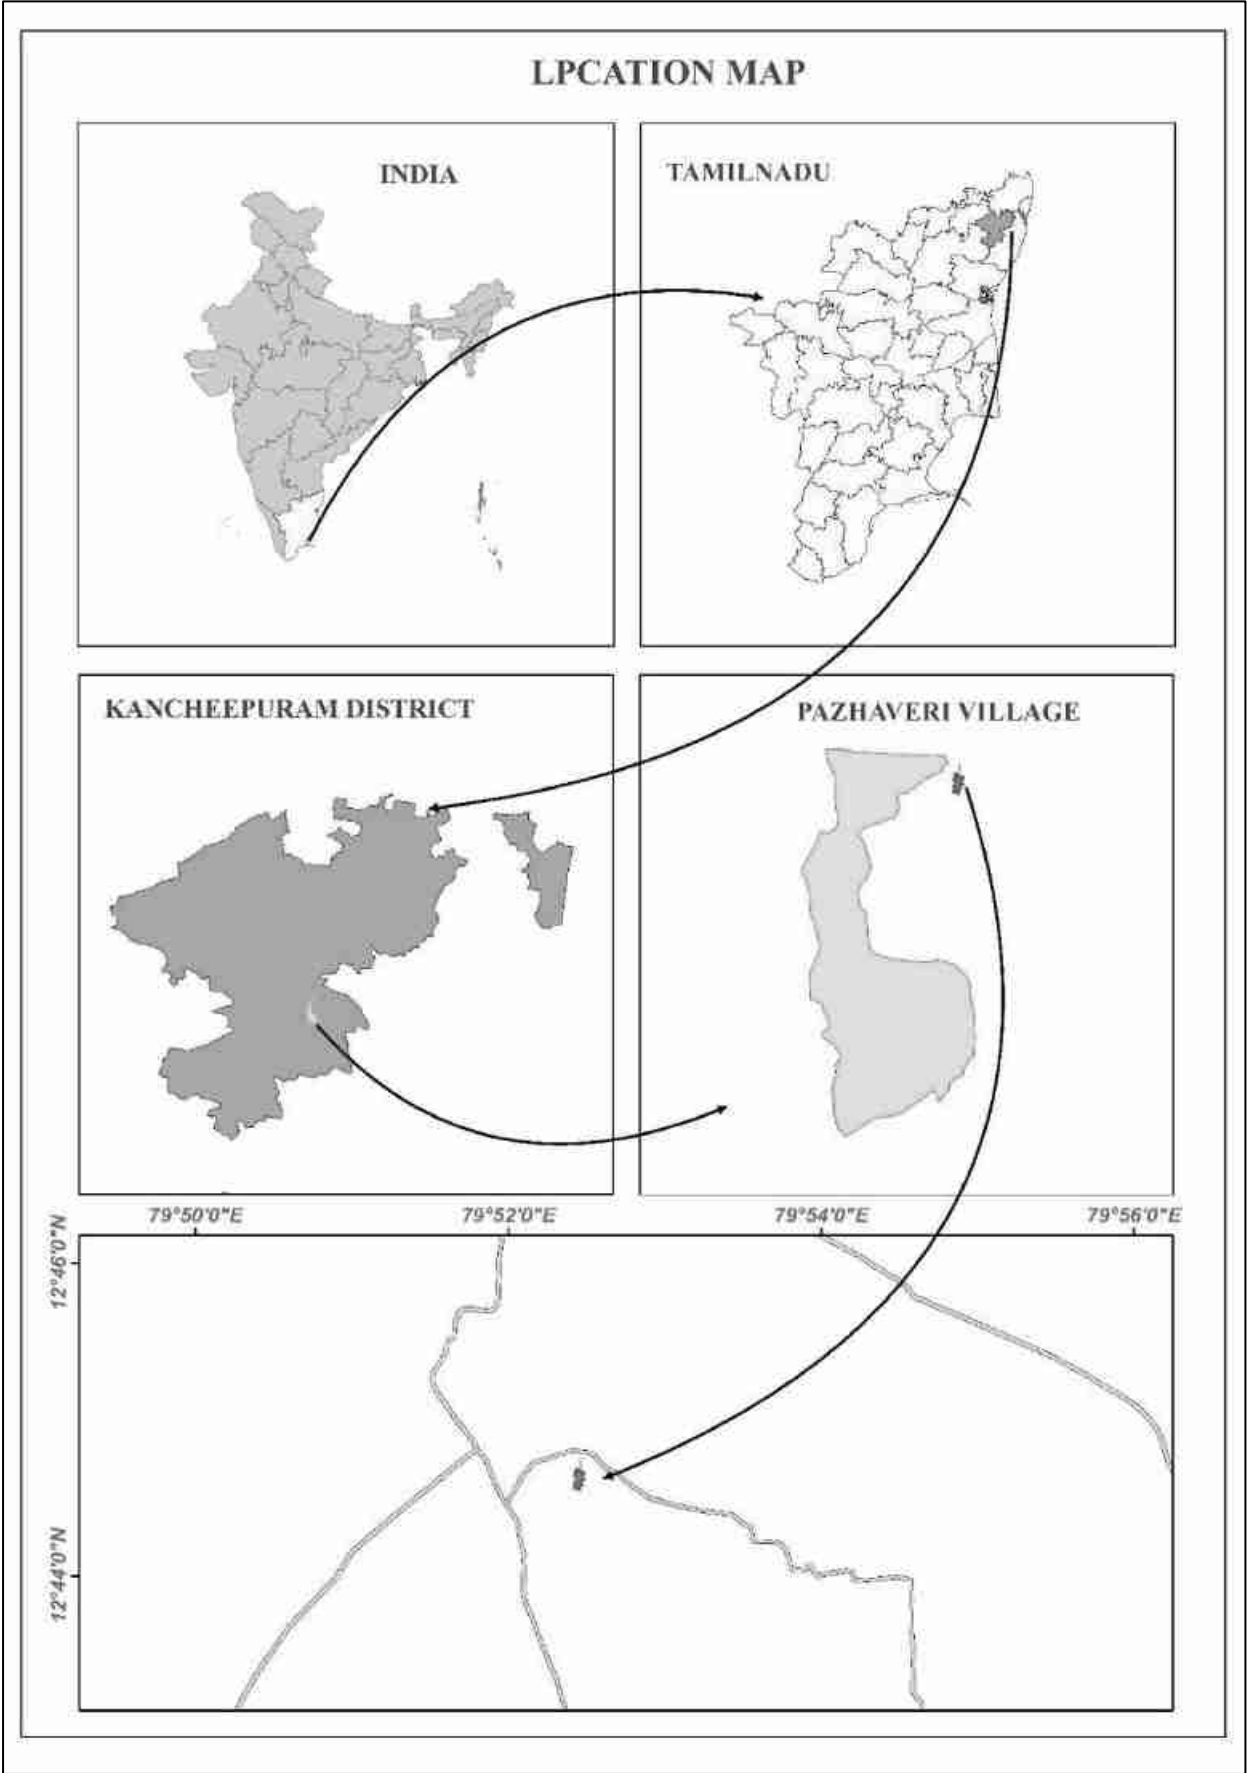 LPCATION MAP
INDIA
TAMILNADU
KANCHEEPURAM DISTRICT
PAZHAVERI VILLAGE
79°50'0"E
79°52'0"E
79°54'0"E
79°56'0"E
12°46'0"N
12°44'0"N